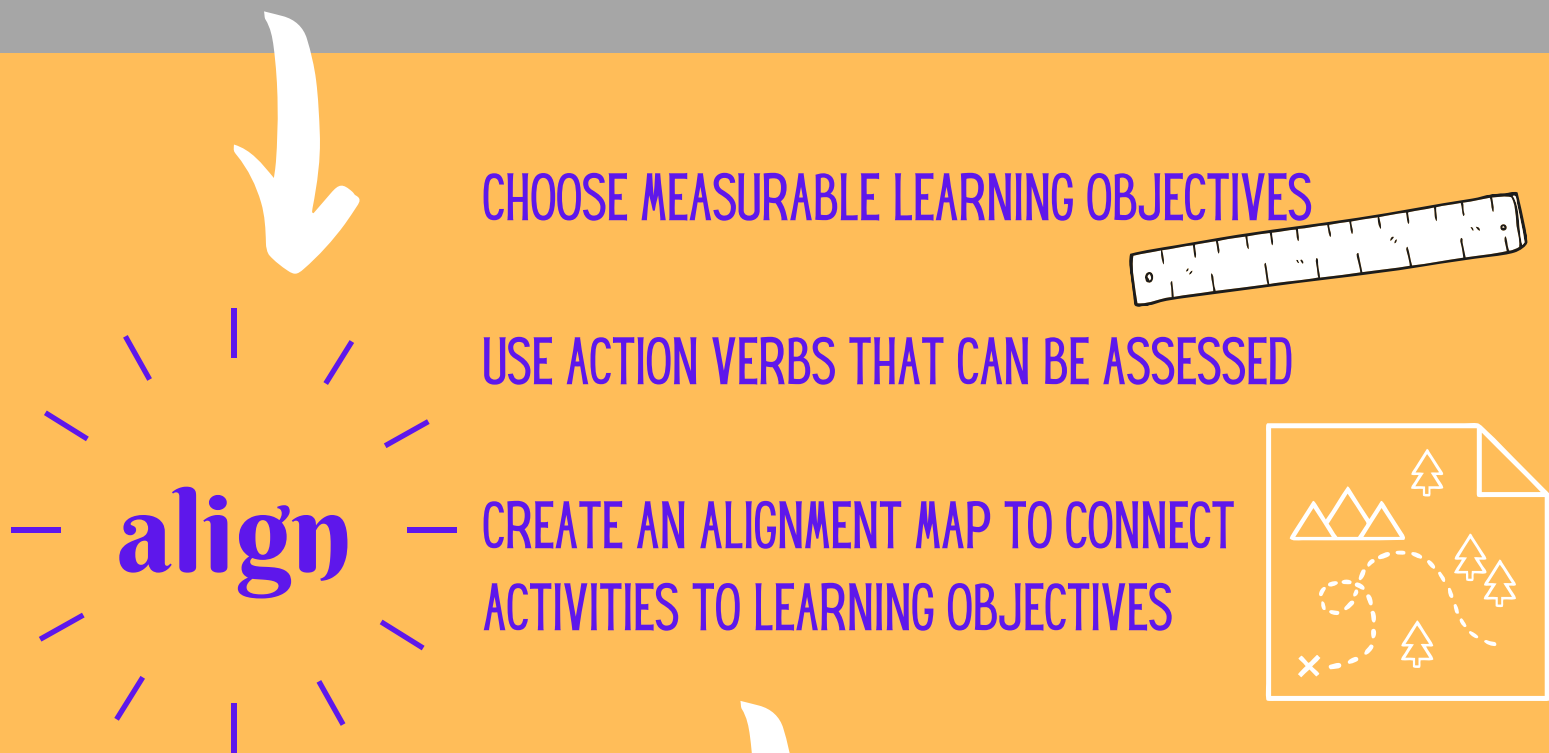 CHOOSE MEASURABLE LEARNING OBJECTIVES
USE ACTION VERBS THAT CAN BE ASSESSED
align
CREATE AN ALIGNMENT MAP TO CONNECT
ACTIVITIES TO LEARNING OBJECTIVES